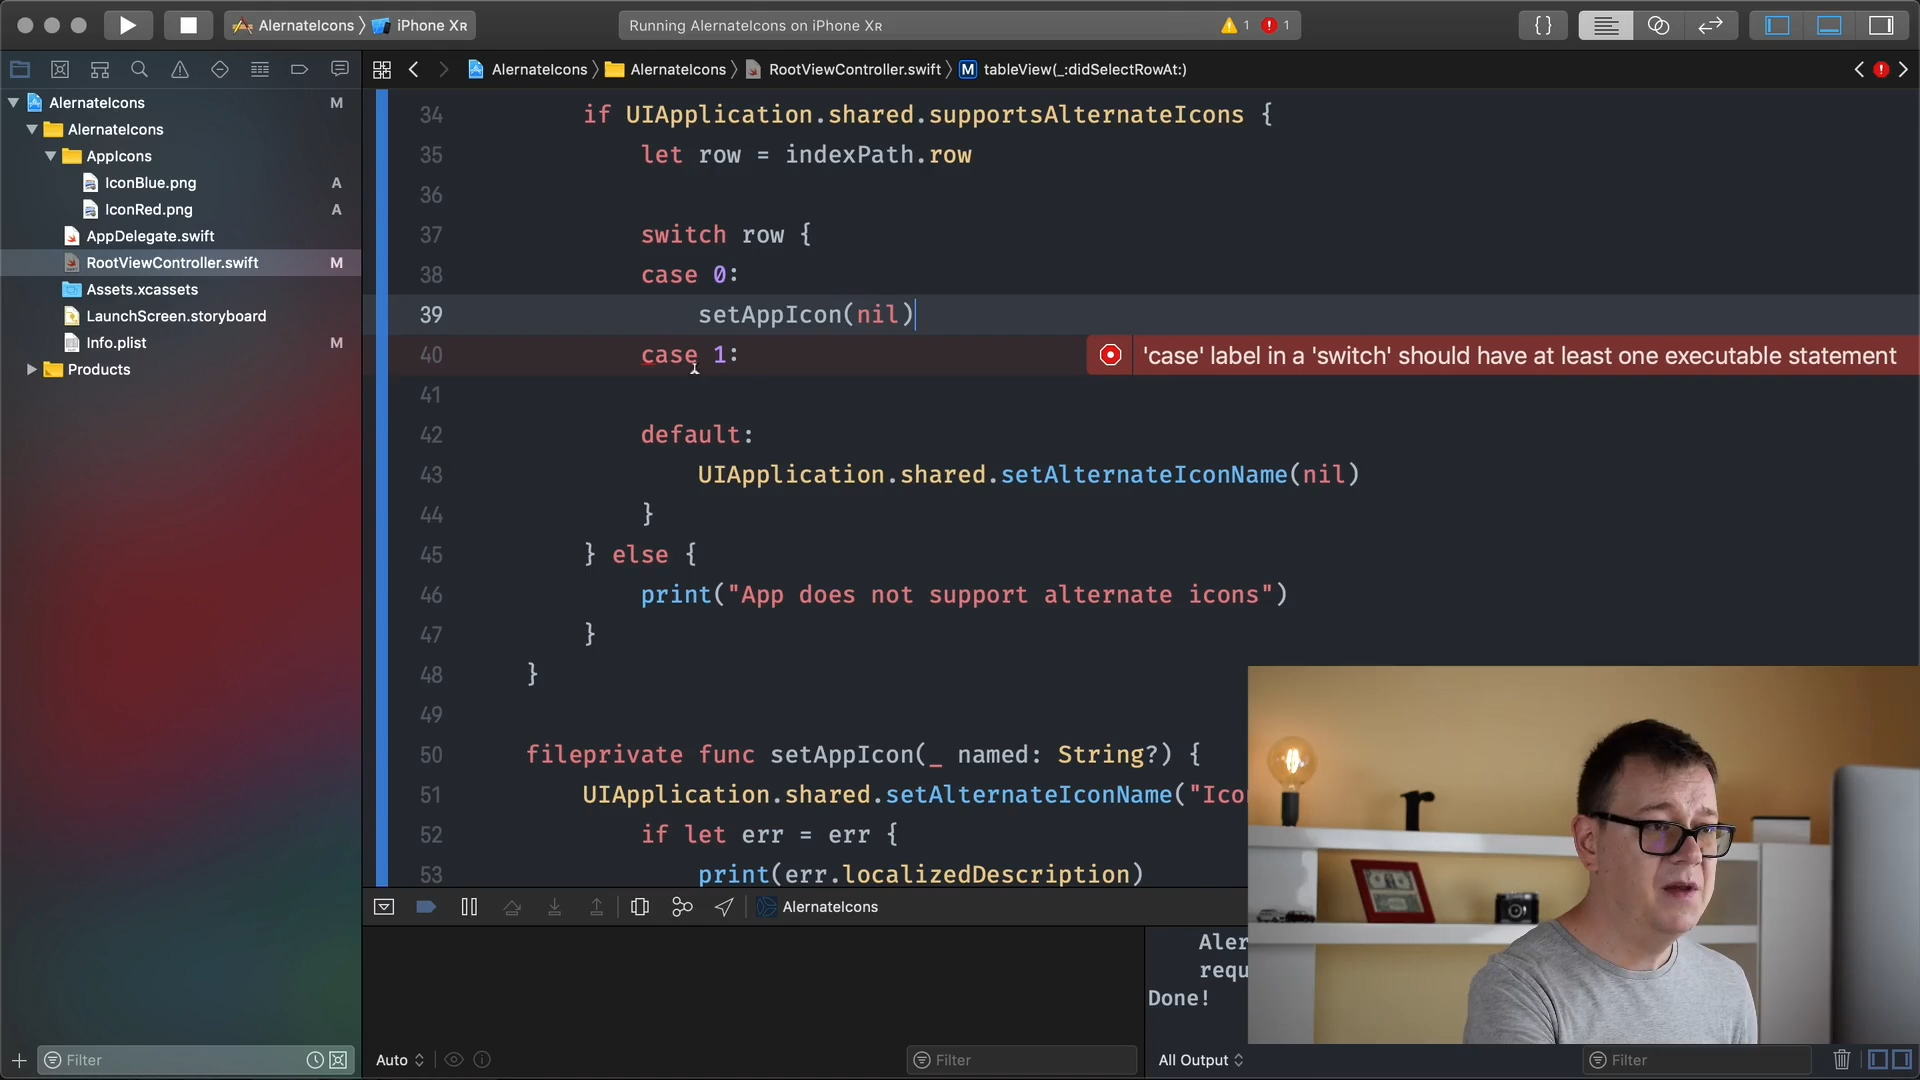 AlernateIcons
iPhone XR
Running AlernateIcons on iPhone XR
1
1
{ }
AlernateIcons
AlernateIcons
RootViewController.swift
M
tableView(_:didSelectRowAt:)
AlernateIcons M
AlernateIcons
AppIcons
IconBlue.png A
IconRed.png A
AppDelegate.swift
RootViewController.swift M
Assets.xcassets
LaunchScreen.storyboard
Info.plist M
Products
34 if UIApplication.shared.supportsAlternateIcons {
35 let row = indexPath.row
36
37 switch row {
38 case 0:
39 setAppIcon(nil)
40 case 1:
'case' label in a 'switch' should have at least one executable statement
41
42 default:
43 UIApplication.shared.setAlternateIconName(nil)
44 }
45 } else {
46 print("App does not support alternate icons")
47 }
48 }
49
50 fileprivate func setAppIcon(_ named: String?) {
51 UIApplication.shared.setAlternateIconName("Ico
52 if let err = err {
53 print(err.localizedDescription)
AlernateIcons
Aler
requ
Done!
Filter
Auto
Filter
All Output
Filter